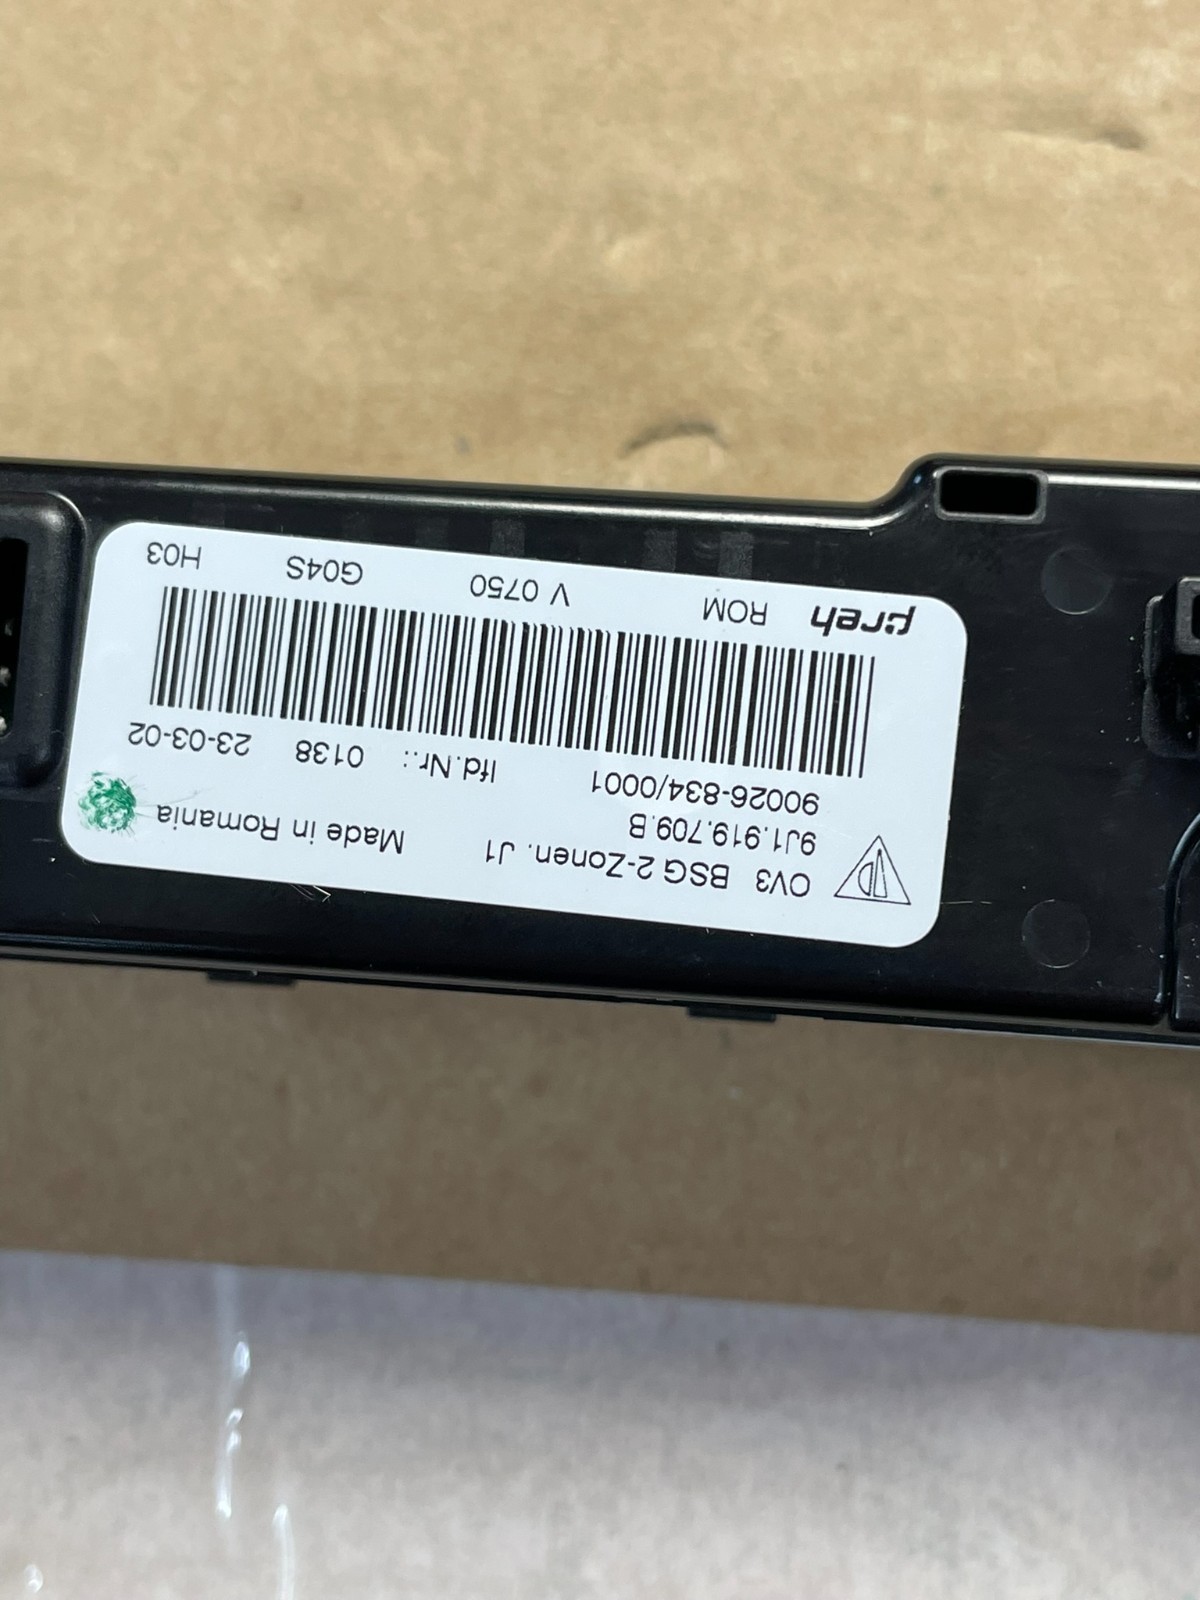 OV3 BSG 2-Zonen. J1 Made in Romania
9J1.919.709.B
90026-834/0001 lfd.Nr.: 0138 23-03-02
preh ROM V 0750 G04S H03